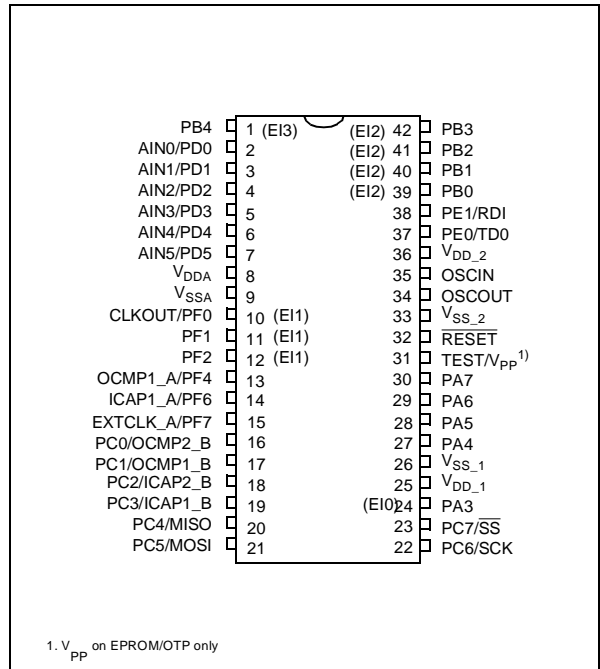 PB4 1 (EI3) (EI2) 42 PB3
AIN0/PD0 2 (EI2) 41 PB2
AIN1/PD1 3 (EI2) 40 PB1
AIN2/PD2 4 (EI2) 39 PB0
AIN3/PD3 5 38 PE1/RDI
AIN4/PD4 6 37 PE0/TD0
AIN5/PD5 7 36 VDD_2
VDDA 8 35 OSCIN
VSSA 9 34 OSCOUT
CLKOUT/PF0 10 (EI1) 33 VSS_2
PF1 11 (EI1) 32 RESET
PF2 12 (EI1) 31 TEST/VPP1)
OCMP1_A/PF4 13 30 PA7
ICAP1_A/PF6 14 29 PA6
EXTCLK_A/PF7 15 28 PA5
PC0/OCMP2_B 16 27 PA4
PC1/OCMP1_B 17 26 VSS_1
PC2/ICAP2_B 18 25 VDD_1
PC3/ICAP1_B 19 (EI0) 24 PA3
PC4/MISO 20 23 PC7/SS
PC5/MOSI 21 22 PC6/SCK
1. VPP on EPROM/OTP only